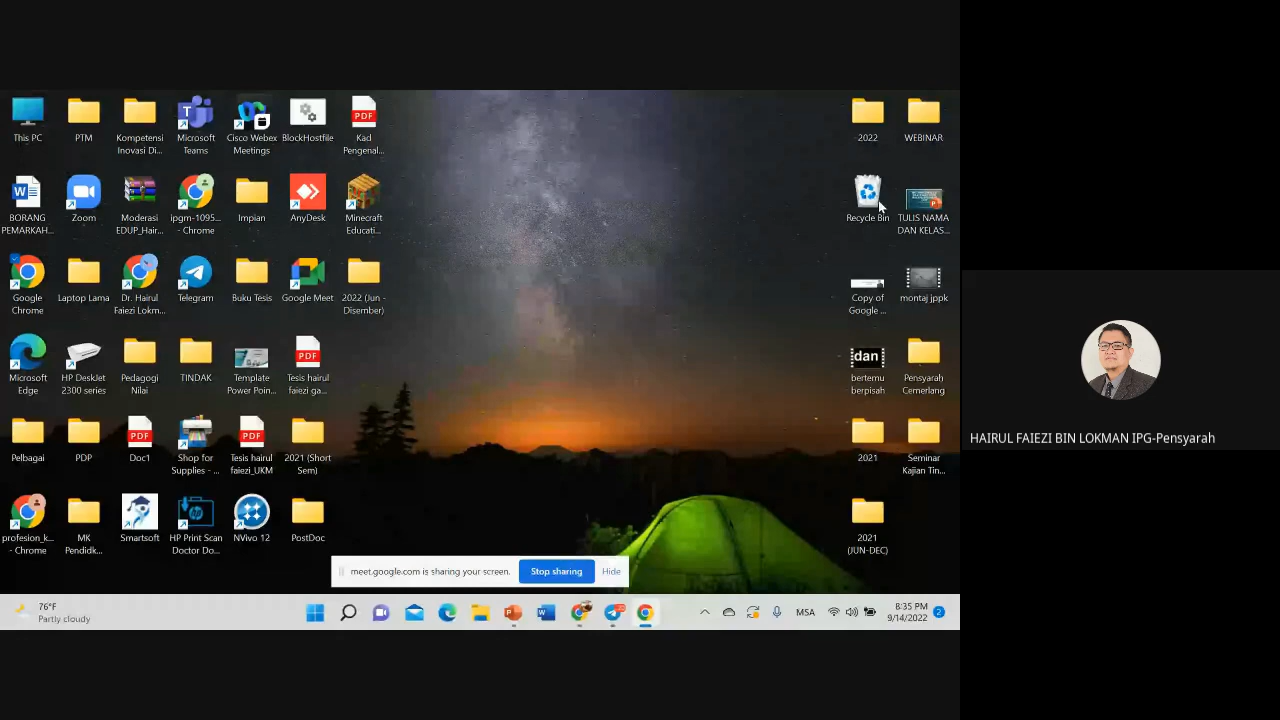 This PC
PTM
Kompetensi
Inovasi Di...
Microsoft
Teams
Cisco Webex
Meetings
BlockHostfile
Kad
Pengenal...
2022
WEBINAR
BORANG
PEMARKAH...
Zoom
Moderasi
EDUP_Hair...
ipgm-1095...
- Chrome
Impian
AnyDesk
Minecraft
Educati...
Recycle Bin
TULIS NAMA
DAN KELAS...
Google
Chrome
Laptop Lama
Dr. Hairul
Faiezi Lokm...
Telegram
Buku Tesis
Google Meet
2022 (Jun -
Disember)
Copy of
Google ...
montaj jppk
Microsoft
Edge
HP DeskJet
2300 series
Pedagogi
Nilai
TINDAK
Template
Power Poin...
PDF
Tesis hairul
faiezi ga...
dan
bertemu
berpisah
Pensyarah
Cemerlang
Pelbagai
PDP
PDF
Doc1
Shop for
Supplies - ...
PDF
Tesis hairul
faiezi_UKM
2021 (Short
Sem)
2021
Seminar
Kajian Tin...
profesion_k...
- Chrome
MK
Pendidk...
Smartsoft
HP Print Scan
Doctor Do...
NVivo 12
PostDoc
2021
(JUN-DEC)
meet.google.com is sharing your screen.
Stop sharing
Hide
76°F
Partly cloudy
MSA
8:35 PM
9/14/2022
2
HAIRUL FAIEZI BIN LOKMAN IPG-Pensyarah